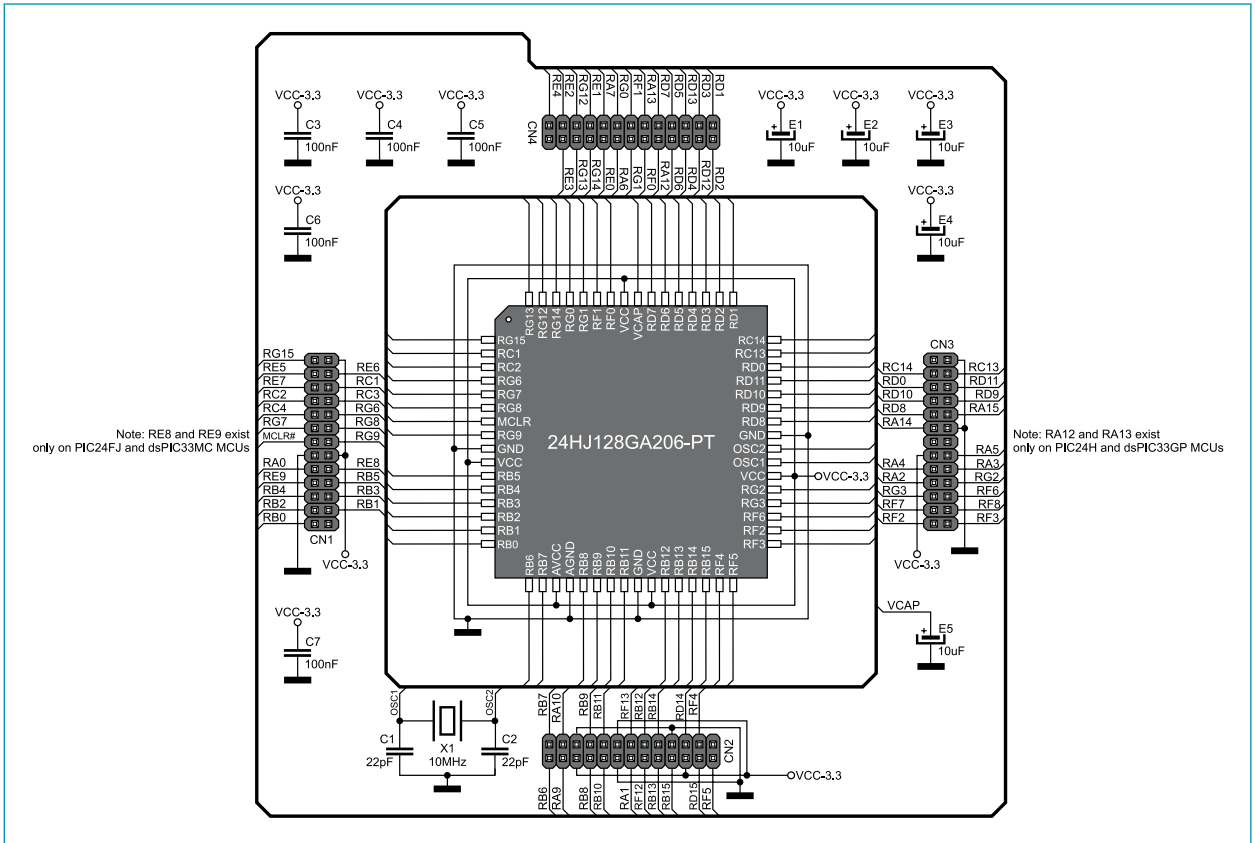 RE4 RE2 RG12 RE1 RA7 RG0 RF1 RA13 RD7 RD5 RD13 RD3 RD1
CN4
RE3 RG13 RG14 RE0 RA6 RG1 RF0 RA12 RD6 RD4 RD12 RD2
VCC-3.3 VCC-3.3 VCC-3.3 VCC-3.3 VCC-3.3 VCC-3.3
C3 C4 C5 E1 E2 E3
100nF 100nF 100nF 10uF 10uF 10uF
+ + +
VCC-3.3 VCC-3.3
C6 + E4
100nF 10uF
RG13 RG12 RG14 RG0 RG1 RF1 RF0 VCC VCAP RD7 RD6 RD5 RD4 RD3 RD2 RD1
RG15 RC14
RC1 RC13
RC2 RD0
RG6 RD11
RG7 RD10
RG8 RD9
MCLR RD8
RG9 GND
GND OSC2
VCC OSC1
RB5 VCC
RB4 RG2
RB3 RG3
RB2 RF6
RB1 RF2
RB0 RF3
24HJ128GA206-PT
VCC-3.3
RB6 RB7 AVCC AGND RB8 RB9 RB10 RB11 GND VCC RB12 RB13 RB14 RB15 RF4 RF5
RG15
RE5 RE6
RE7 RC1
RC2 RC3
RC4 RG6
RG7 RG8
MCLR# RG9
RA0 RE8
RE9 RB5
RB4 RB3
RB2 RB1
RB0
CN1
VCC-3.3
Note: RE8 and RE9 exist
only on PIC24FJ and dsPIC33MC MCUs
CN3
RC14 RC13
RD0 RD11
RD10 RD9
RD8 RA15
RA14
RA5
RA4 RA3
RA2 RG2
RG3 RF6
RF7 RF8
RF2 RF3
VCC-3.3
Note: RA12 and RA13 exist
only on PIC24H and dsPIC33GP MCUs
VCC-3.3
C7
100nF
VCAP
+ E5
10uF
OSC1 OSC2
C1 X1 C2
22pF 10MHz 22pF
RB7 RA10 RB9 RB11 RF13 RB12 RB14 RD14 RF4
CN2
VCC-3.3
RB6 RA9 RB8 RB10 RA1 RF12 RB13 RB15 RD15 RF5